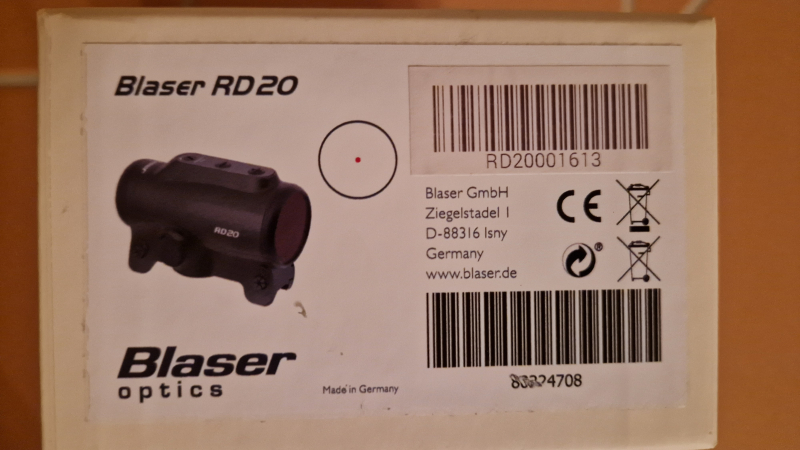 Blaser RD20
RD20001613
RD20
Blaser GmbH
Ziegelstadel 1
D-88316 Isny
Germany
www.blaser.de
CE
Blaser
optics
Made in Germany